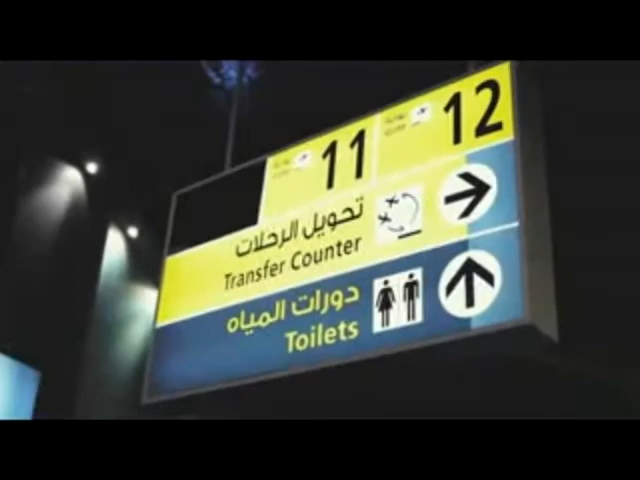 11
12
تحويل الرحلات
Transfer Counter
دورات المياه
Toilets